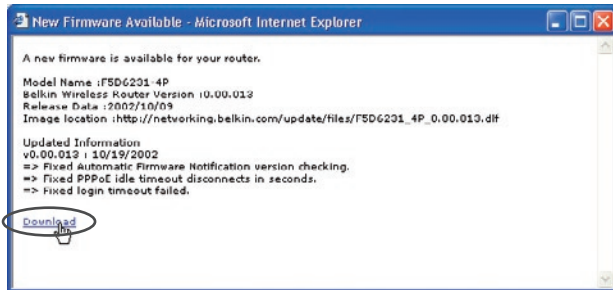 New Firmware Available - Microsoft Internet Explorer
A new firmware is available for your router.
Model Name :F5D6231-4P
Belkin Wireless Router Version :0.00.013
Release Data :2002/10/09
Image location :http://networking.belkin.com/update/files/F5D6231_4P_0.00.013.dlf
Updated Information
v0.00.013 : 10/19/2002
=> Fixed Automatic Firmware Notification version checking.
=> Fixed PPPoE idle timeout disconnects in seconds.
=> Fixed login timeout failed.
Download